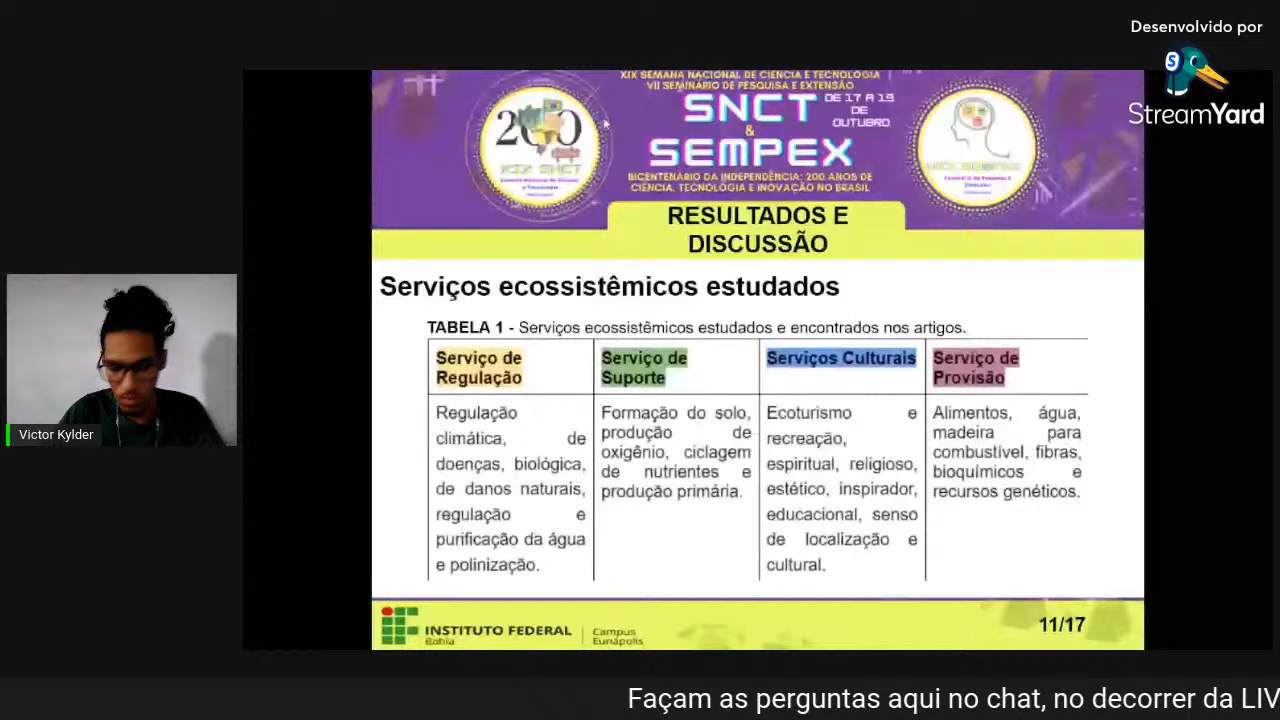 Desenvolvido por
StreamYard
XIX SEMANA NACIONAL DE CIÊNCIA E TECNOLOGIA
VII SEMINÁRIO DE PESQUISA E EXTENSÃO
SNCT
&
SEMPEX
DE 17 A 19
DE
OUTUBRO
BICENTENÁRIO DA INDEPENDÊNCIA: 200 ANOS DE
CIÊNCIA, TECNOLOGIA E INOVAÇÃO NO BRASIL
200
XIX SNCT
RESULTADOS E
DISCUSSÃO
Serviços ecossistêmicos estudados
TABELA 1 - Serviços ecossistêmicos estudados e encontrados nos artigos.
Serviço de
Regulação
Regulação
climática, de
doenças, biológica,
de danos naturais,
regulação e
purificação da água
e polinização.
Serviço de
Suporte
Formação do solo,
produção de
oxigênio, ciclagem
de nutrientes e
produção primária.
Serviços Culturais
Ecoturismo e
recreação,
espiritual, religioso,
estético, inspirador,
educacional, senso
de localização e
cultural.
Serviço de
Provisão
Alimentos, água,
madeira para
combustível, fibras,
bioquímicos e
recursos genéticos.
INSTITUTO FEDERAL
Bahia
Campus
Eunápolis
11/17
Victor Kylder
Façam as perguntas aqui no chat, no decorrer da LIV